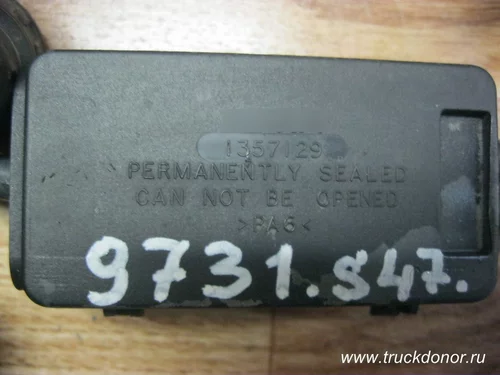 1357129
PERMANENTLY SEALED
CAN NOT BE OPENED
>PA6<
9731.S47.
www.truckdonor.ru